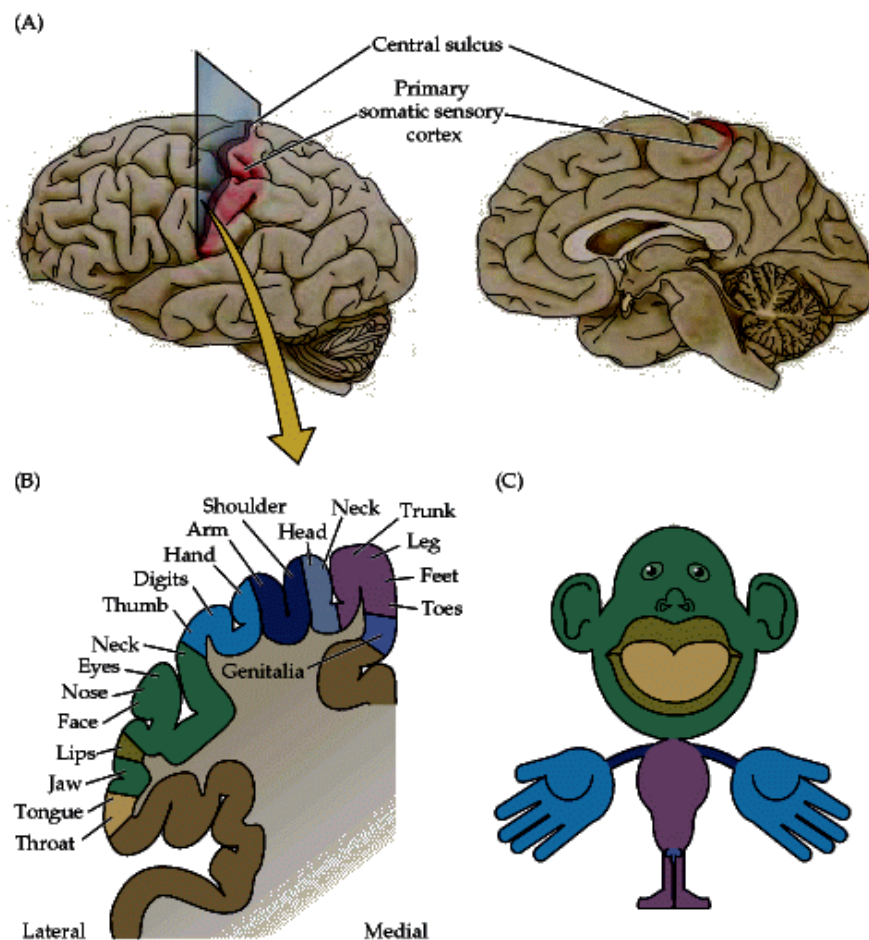 (A)
Central sulcus
Primary
somatic sensory
cortex
(B)
(C)
Shoulder
Neck
Trunk
Arm
Head
Leg
Hand
Feet
Digits
Toes
Thumb
Neck
Genitalia
Eyes
Nose
Face
Lips
Jaw
Tongue
Throat
Lateral
Medial